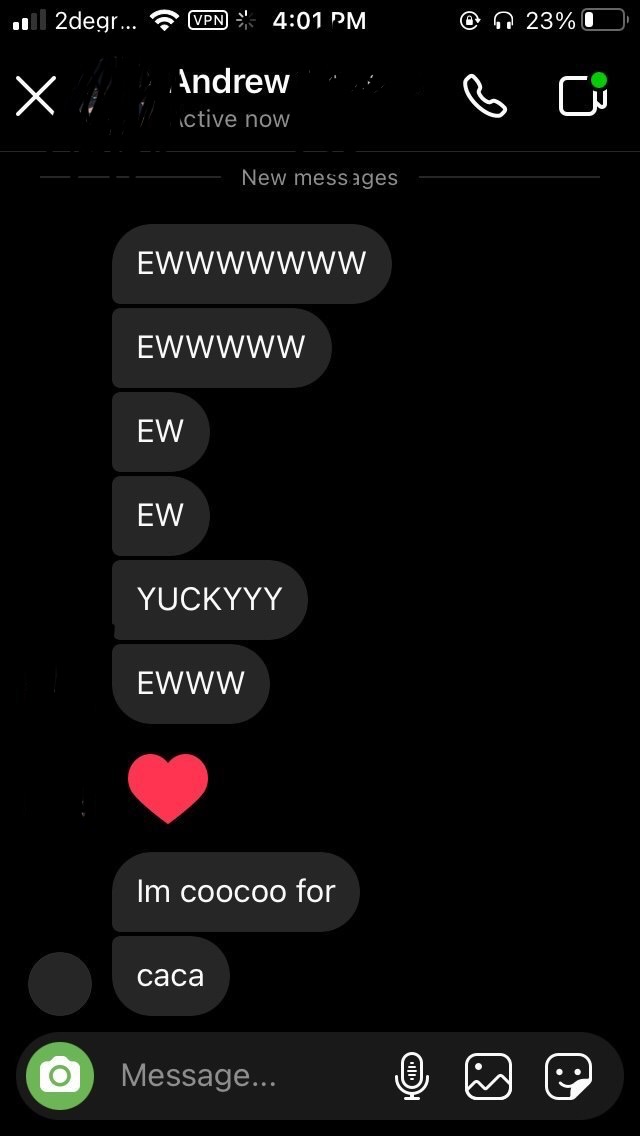 2degr... VPN 4:01 PM 23%
Andrew
Active now
New messages
EWWWWWWW
EWWWWW
EW
EW
YUCKYYY
EWWW
Im coocoo for
caca
Message...